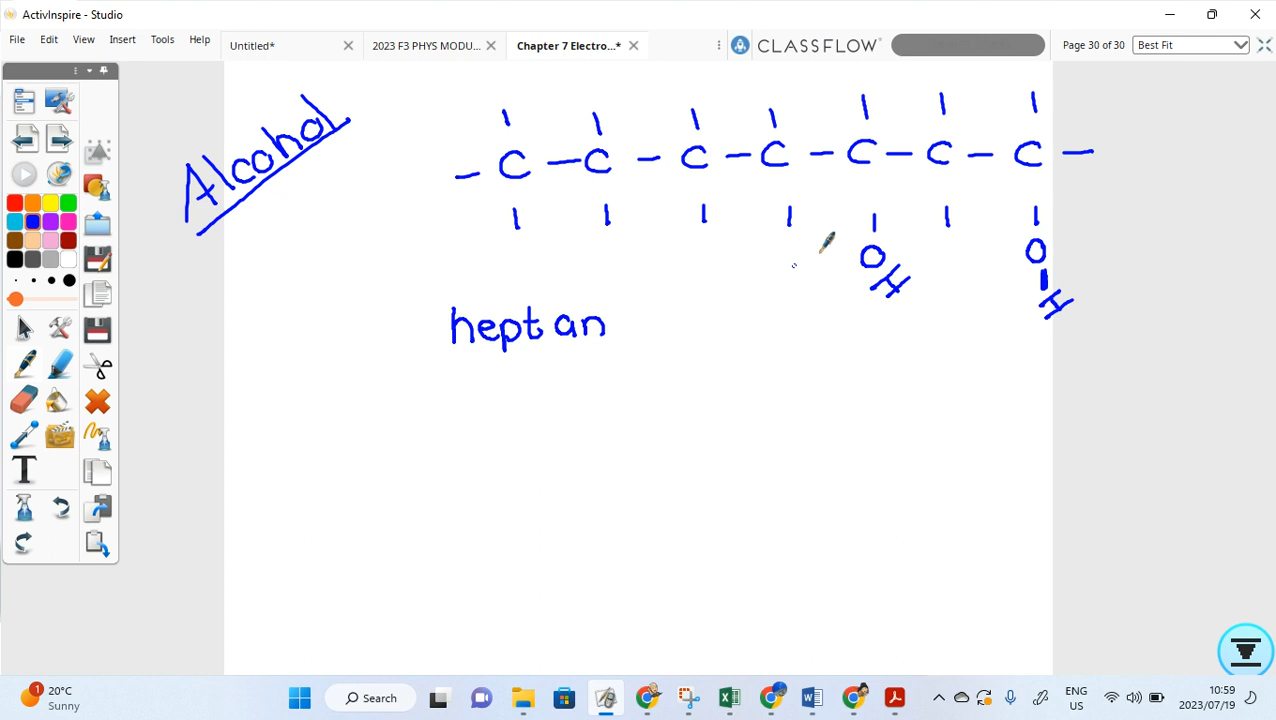 ActivInspire - Studio
File Edit View Insert Tools Help
Untitled* 2023 F3 PHYS MODU... Chapter 7 Electro...* CLASSFLOW Page 30 of 30 Best Fit
Alcohol
– C – C – C – C – C – C – C –
O O
H H
heptan
T
1 20°C
Sunny
Search
ENG
US
10:59
2023/07/19